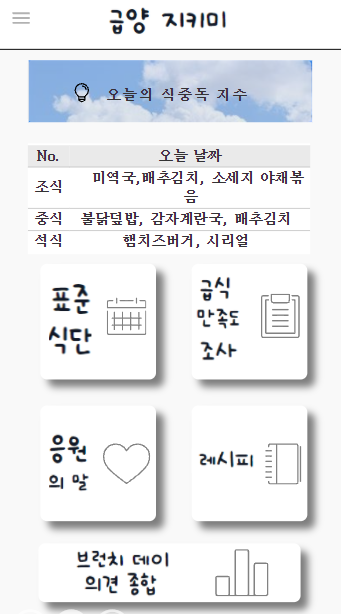 급양 지키미
오늘의 식중독 지수
No. 오늘 날짜
조식 미역국,배추김치, 소세지 야채볶
음
중식 불닭덮밥, 감자계란국, 배추김치
석식 햄치즈버거, 시리얼
표준
식단
급식
만족도
조사
응원
의 말
레시피
브런치 데이
의견 종합